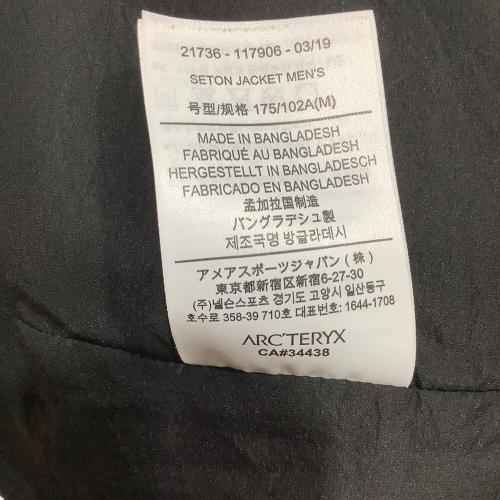 21736 - 117906 - 03/19
SETON JACKET MEN'S
号型/规格 175/102A(M)
MADE IN BANGLADESH
FABRIQUÉ AU BANGLADESH
HERGESTELLT IN BANGLADESCH
FABRICADO EN BANGLADESH
孟加拉国制造
バングラデシュ製
제조국명 방글라데시
アメアスポーツジャパン(株)
東京都新宿区新宿6-27-30
(주)넬슨스포츠 경기도 고양시 일산동구
호수로 358-39 710호 대표번호: 1644-1708
ARC'TERYX
CA#34438